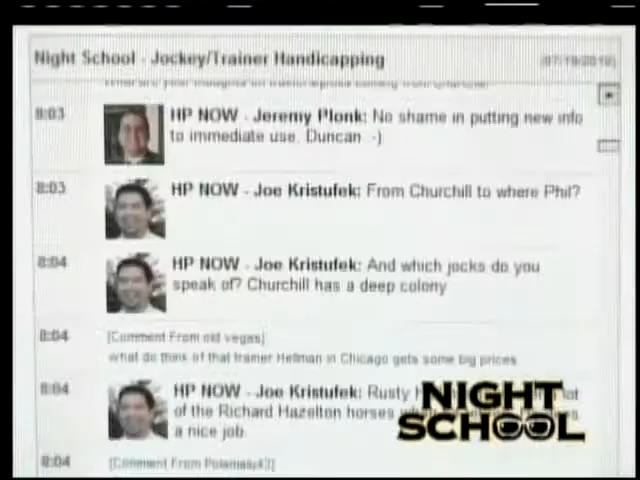 Night School - Jockey/Trainer Handicapping
8:03
HP NOW - Jeremy Plonk: No shame in putting new info
to immediate use, Duncan :-)
8:03
HP NOW - Joe Kristufek: From Churchill to where Phil?
8:04
HP NOW - Joe Kristufek: And which jocks do you
speak of? Churchill has a deep colony
8:04
[Comment From old vegas]
what do think of that trainer Hellman in Chicago gets some big prices
8:04
HP NOW - Joe Kristufek: Rusty
of the Richard Hazelton horses
a nice job.
8:04
[Comment From
NIGHT
SCHOOL